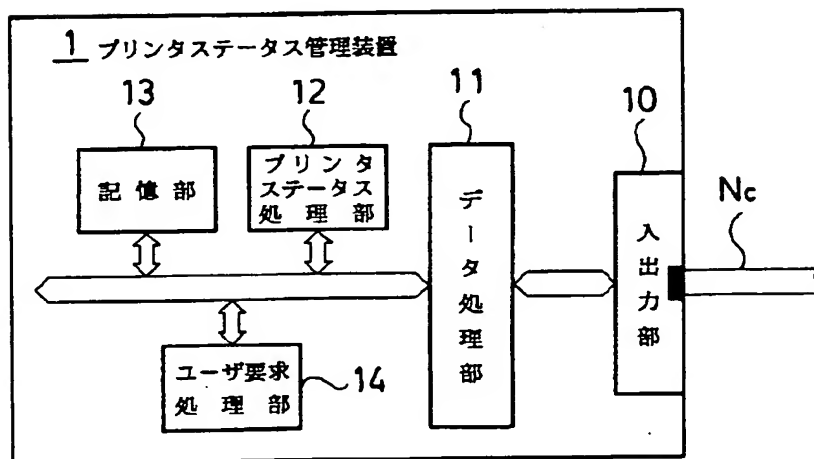 1 プリンタステータス管理装置
13
12
11
10
記憶部
プリンタ
ステータス
処理部
データ処理部
入出力部
Nc
ユーザ要求
処理部
14